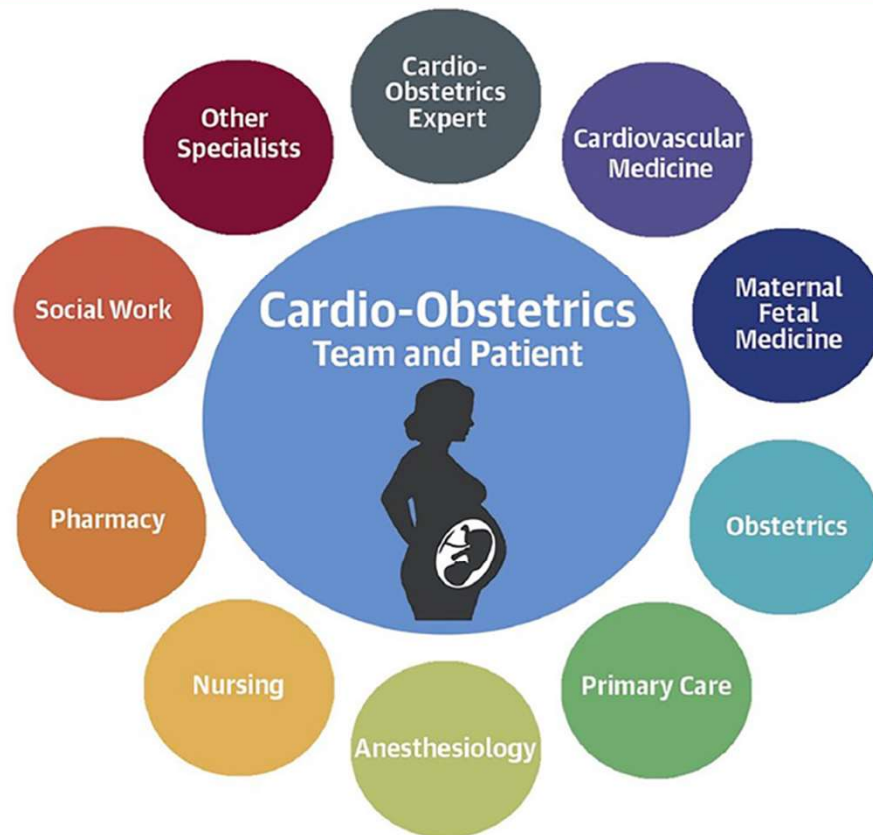 Cardio-
Obstetrics
Expert
Cardiovascular
Medicine
Maternal
Fetal
Medicine
Obstetrics
Primary Care
Anesthesiology
Nursing
Pharmacy
Social Work
Other
Specialists
Cardio-Obstetrics
Team and Patient